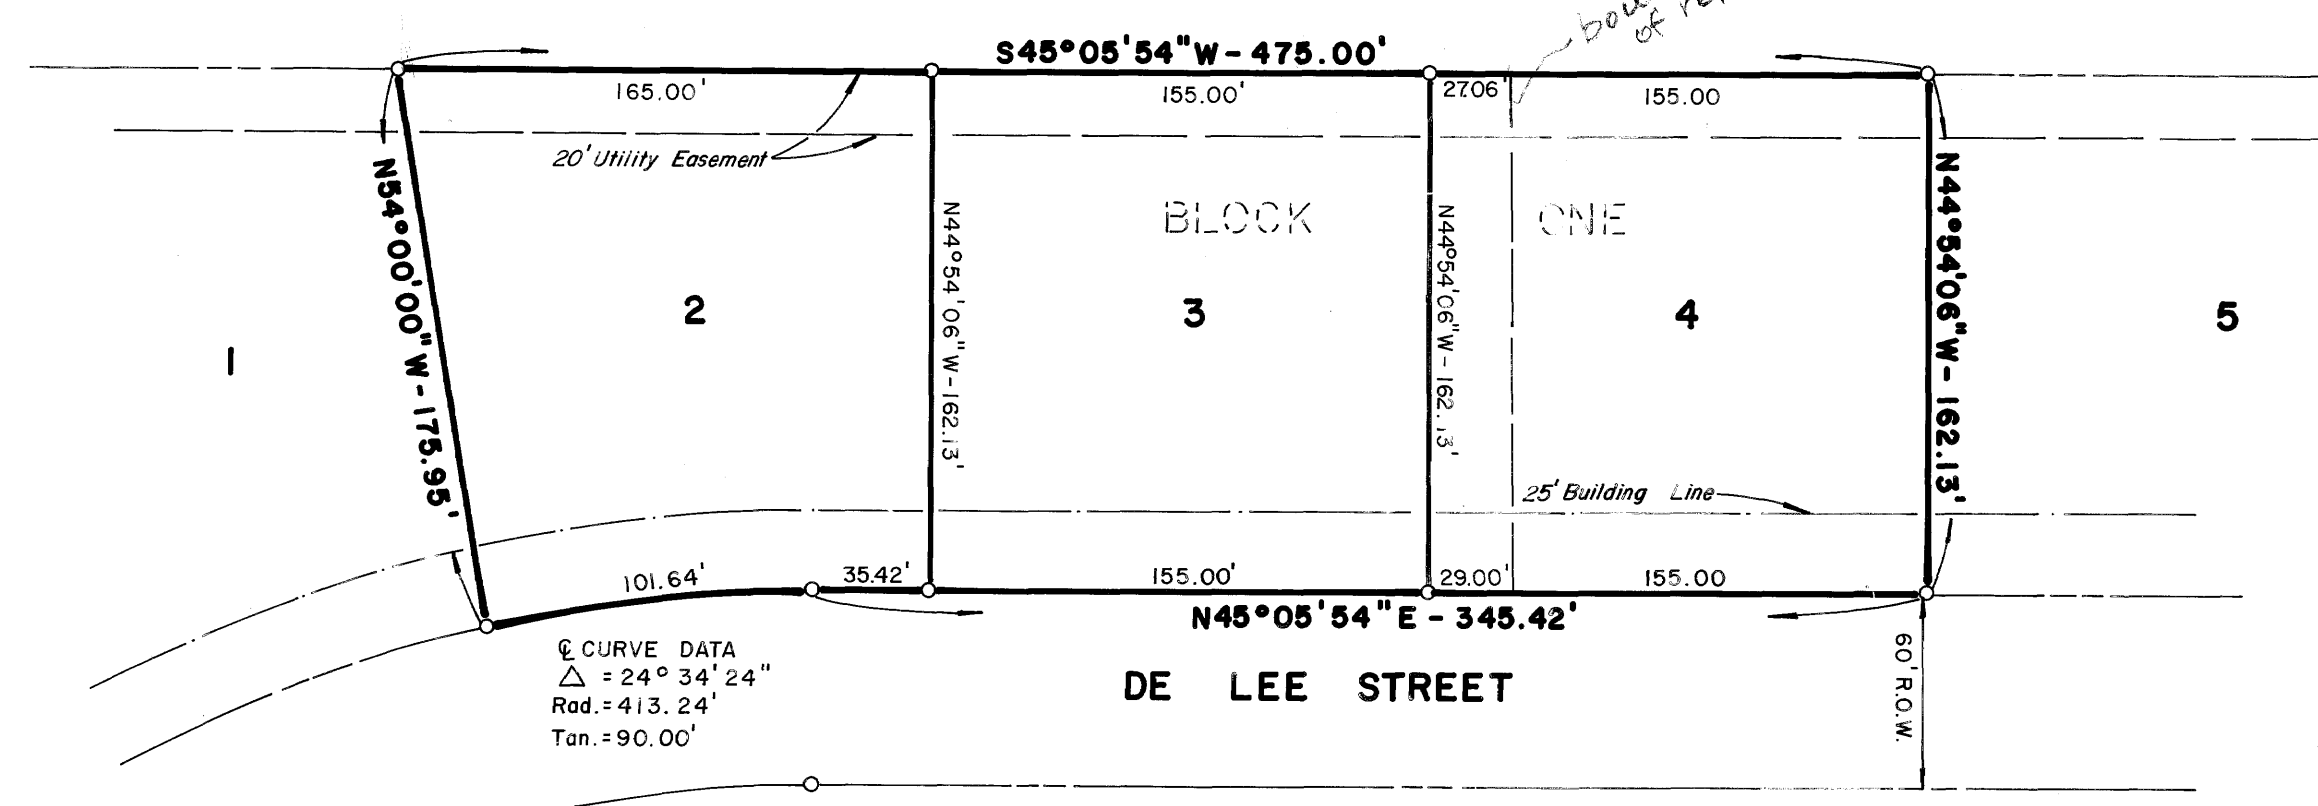 S45°05'54"W-475.00'
of
165.00'
155.00'
27.06'
155.00
20' Utility Easement
N54°00'00"W-175.95'
N44°54'06"W-162.13'
BLOCK ONE
N44°54'06"W-162.13'
N44°54'06"W-162.13'
1
2
3
4
5
25' Building Line
101.64'
35.42'
155.00'
29.00'
155.00
N45°05'54"E-345.42'
℄ CURVE DATA
△ = 24° 34' 24"
Rad.=413.24'
Tan.=90.00'
DE LEE STREET
60' R.O.W.